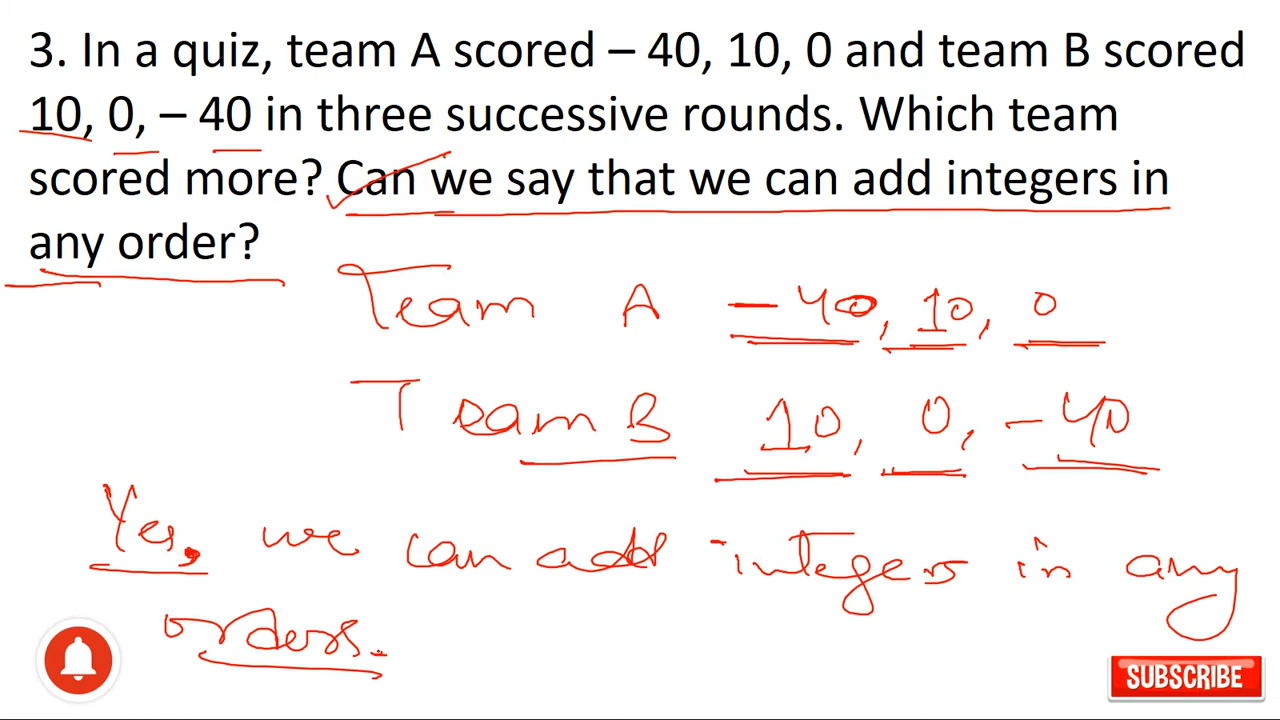 3. In a quiz, team A scored – 40, 10, 0 and team B scored
10, 0, – 40 in three successive rounds. Which team
scored more? Can we say that we can add integers in
any order?
Team A – 40, 10, 0
Team B 10, 0, – 40
Yes, we can add integers in any
orders.
SUBSCRIBE